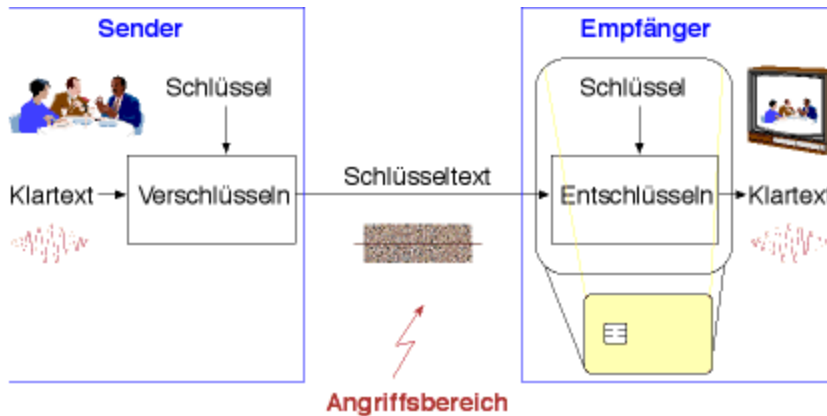 Sender
Empfänger
Schlüssel
Schlüssel
Klartext
Verschlüsseln
Schlüsseltext
Entschlüsseln
Klartext
Angriffsbereich